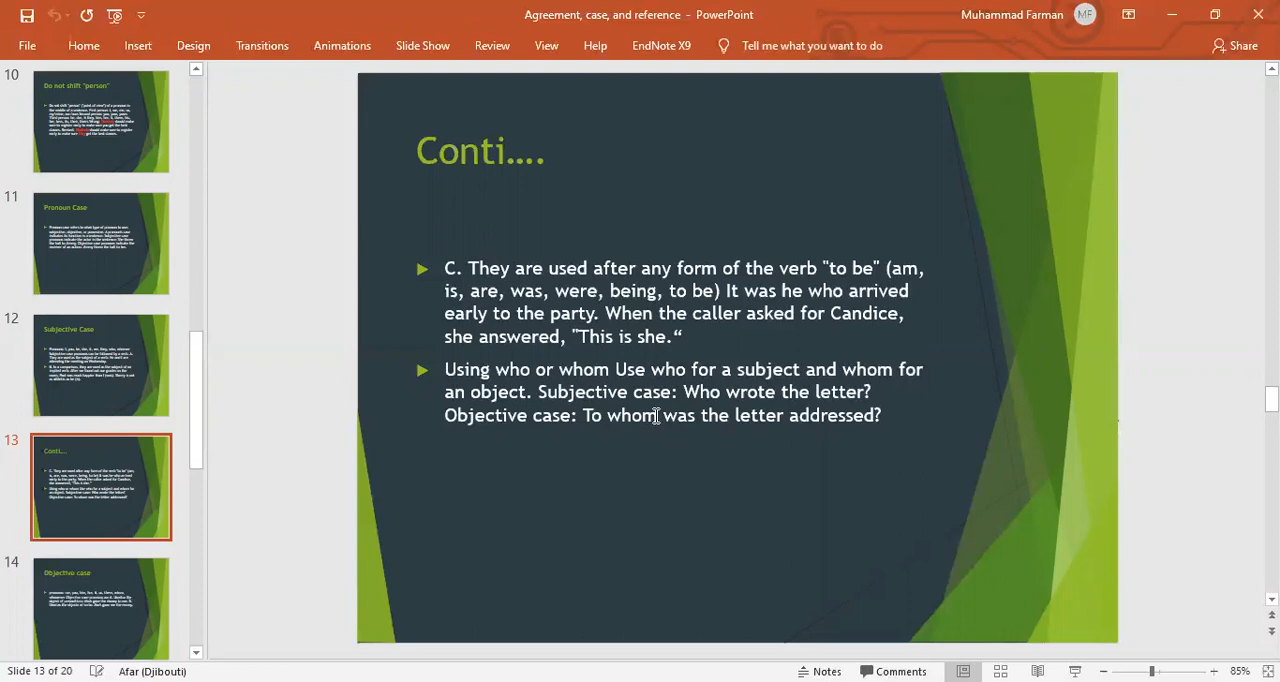 Agreement, case, and reference - PowerPoint
Muhammad Farman MF
File Home Insert Design Transitions Animations Slide Show Review View Help EndNote X9 Tell me what you want to do Share
10
Do not shift "person"
11
Pronoun Case
12
Subjective Case
13
Conti....
14
Objective case
Conti....
C. They are used after any form of the verb "to be" (am,
is, are, was, were, being, to be) It was he who arrived
early to the party. When the caller asked for Candice,
she answered, "This is she.“
Using who or whom Use who for a subject and whom for
an object. Subjective case: Who wrote the letter?
Objective case: To whom was the letter addressed?
Slide 13 of 20 Afar (Djibouti) Notes Comments 85%